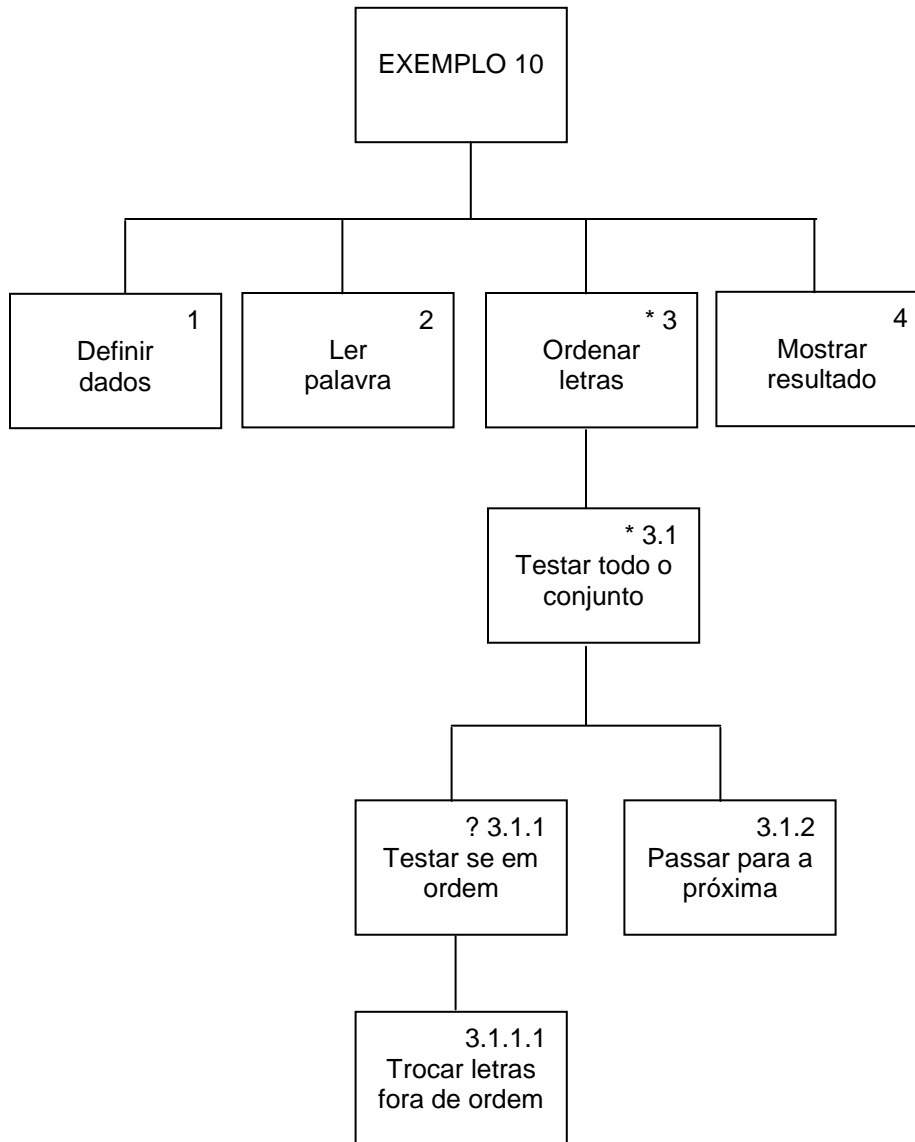 EXEMPLO 10
1
Definir
dados
2
Ler
palavra
* 3
Ordenar
letras
4
Mostrar
resultado
* 3.1
Testar todo o
conjunto
? 3.1.1
Testar se em
ordem
3.1.2
Passar para a
próxima
3.1.1.1
Trocar letras
fora de ordem